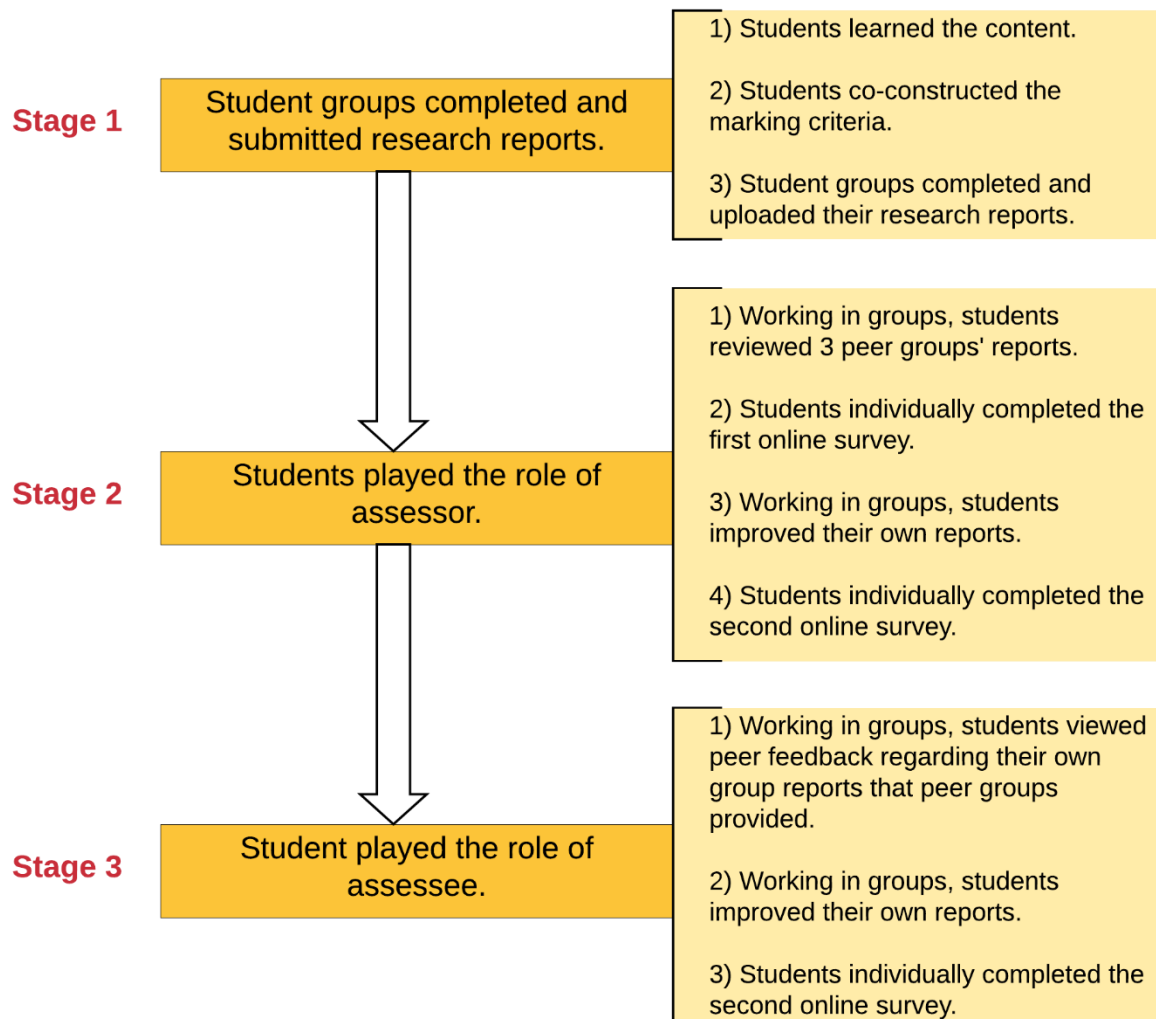 Stage 1
Student groups completed and
submitted research reports.
1) Students learned the content.
2) Students co-constructed the
marking criteria.
3) Student groups completed and
uploaded their research reports.
Stage 2
Students played the role of
assessor.
1) Working in groups, students
reviewed 3 peer groups' reports.
2) Students individually completed the
first online survey.
3) Working in groups, students
improved their own reports.
4) Students individually completed the
second online survey.
Stage 3
Student played the role of
assessee.
1) Working in groups, students viewed
peer feedback regarding their own
group reports that peer groups
provided.
2) Working in groups, students
improved their own reports.
3) Students individually completed the
second online survey.